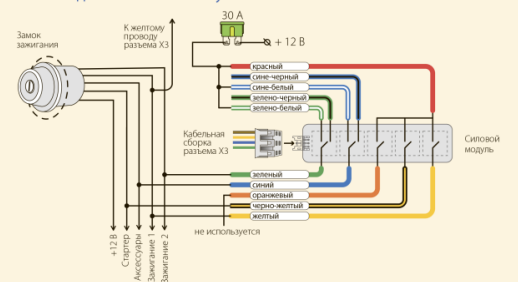 30 А
К желтому
проводу
разъема Х3
Замок
зажигания
+ 12 В
красный
сине-черный
сине-белый
зелено-черный
зелено-белый
Кабельная
сборка
разъема Х3
Силовой
модуль
зеленый
синий
оранжевый
черно-желтый
желтый
не используется
+12 В
Стартер
Аксессуары
Зажигание 1
Зажигание 2